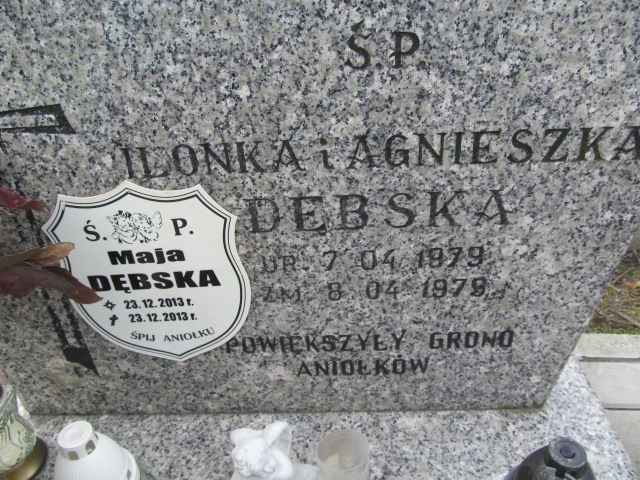 Ś.P.
ILONKA i AGNIESZKA
DĘBSKA
UR. 7 04 1979.
ZM. 8 04 1979.
POWIĘKSZYŁY GRONO
ANIOŁKÓW
Ś. P.
Maja
DĘBSKA
23.12.2013 r.
23.12.2013 r.
ŚPIJ ANIOŁKU